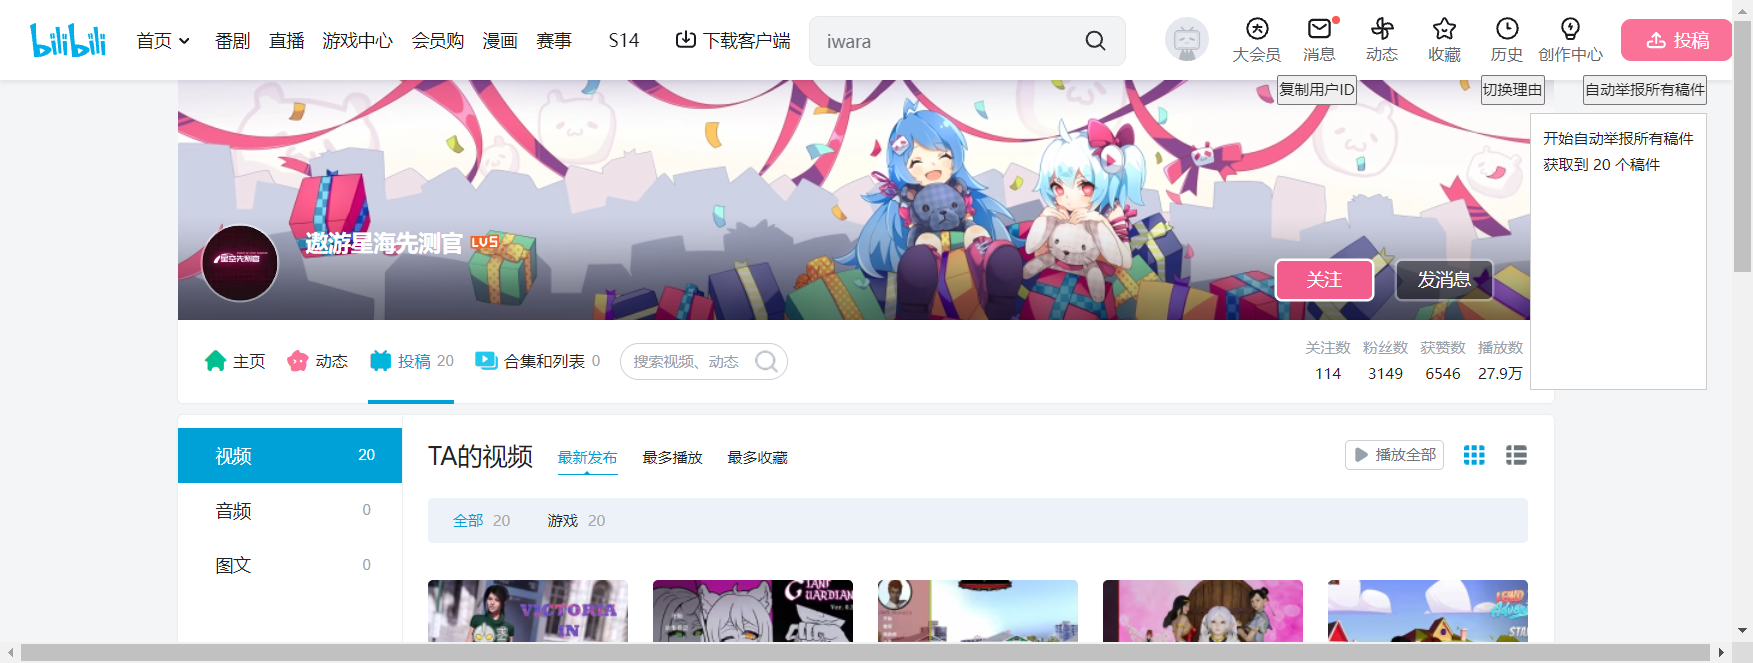 bilibili
首页 番剧 直播 游戏中心 会员购 漫画 赛事 S14 下载客户端
iwara
大会员 消息 动态 收藏 历史 创作中心 投稿
复制用户ID 切换理由 自动举报所有稿件
开始自动举报所有稿件
获取到 20 个稿件
遨游星海先测官 LV5
星空先测官
关注 发消息
主页 动态 投稿 20 合集和列表 0 搜索视频、动态
关注数 粉丝数 获赞数 播放数
114 3149 6546 27.9万
视频 20
音频 0
图文 0
TA的视频 最新发布 最多播放 最多收藏 播放全部
全部 20 游戏 20
VICTORIA
IN
GIANT
GUARDIAN
Ver. 0.